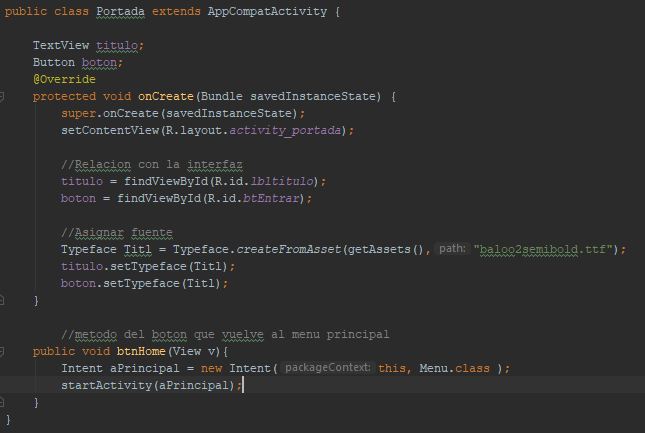 public class Portada extends AppCompatActivity {
TextView titulo;
Button boton;
@Override
protected void onCreate(Bundle savedInstanceState) {
super.onCreate(savedInstanceState);
setContentView(R.layout.activity_portada);
//Relacion con la interfaz
titulo = findViewById(R.id.lbltitulo);
boton = findViewById(R.id.btEntrar);
//Asignar fuente
Typeface Titl = Typeface.createFromAsset(getAssets(), path: "baloo2semibold.ttf");
titulo.setTypeface(Titl);
boton.setTypeface(Titl);
}
//metodo del boton que vuelve al menu principal
public void btnHome(View v){
Intent aPrincipal = new Intent( packageContext: this, Menu.class );
startActivity(aPrincipal);
}
}